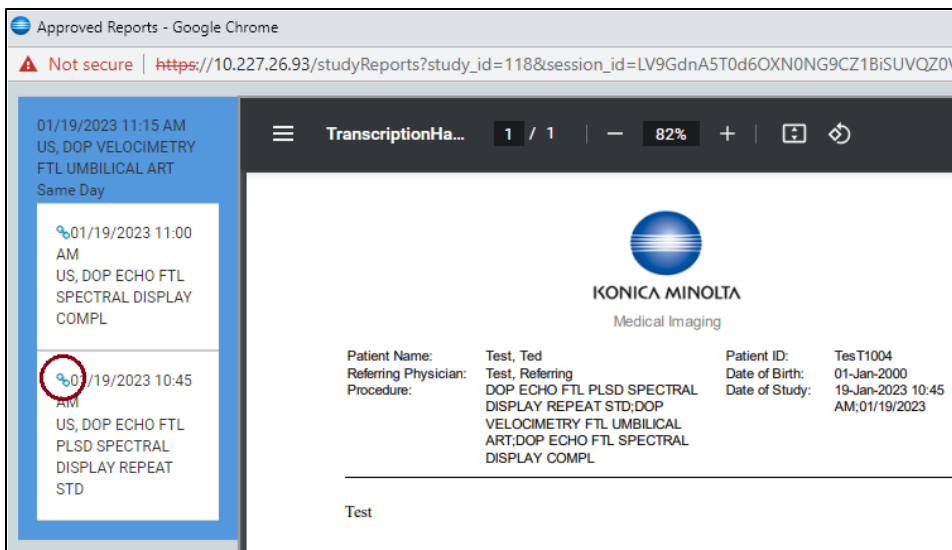 Approved Reports - Google Chrome
Not secure | https://10.227.26.93/studyReports?study_id=118&session_id=LV9GdnA5T0d6OXN0NG9CZ1BiSUVQZ0V
01/19/2023 11:15 AM
US, DOP VELOCIMETRY
FTL UMBILICAL ART
Same Day
01/19/2023 11:00
AM
US, DOP ECHO FTL
SPECTRAL DISPLAY
COMPL
01/19/2023 10:45
AM
US, DOP ECHO FTL
PLSD SPECTRAL
DISPLAY REPEAT
STD
TranscriptionHa... 1 / 1 82%
KONICA MINOLTA
Medical Imaging
Patient Name: Test, Ted Patient ID: TesT1004
Referring Physician: Test, Referring Date of Birth: 01-Jan-2000
Procedure: DOP ECHO FTL PLSD SPECTRAL Date of Study: 19-Jan-2023 10:45
DISPLAY REPEAT STD;DOP AM;01/19/2023
VELOCIMETRY FTL UMBILICAL
ART;DOP ECHO FTL SPECTRAL
DISPLAY COMPL
Test